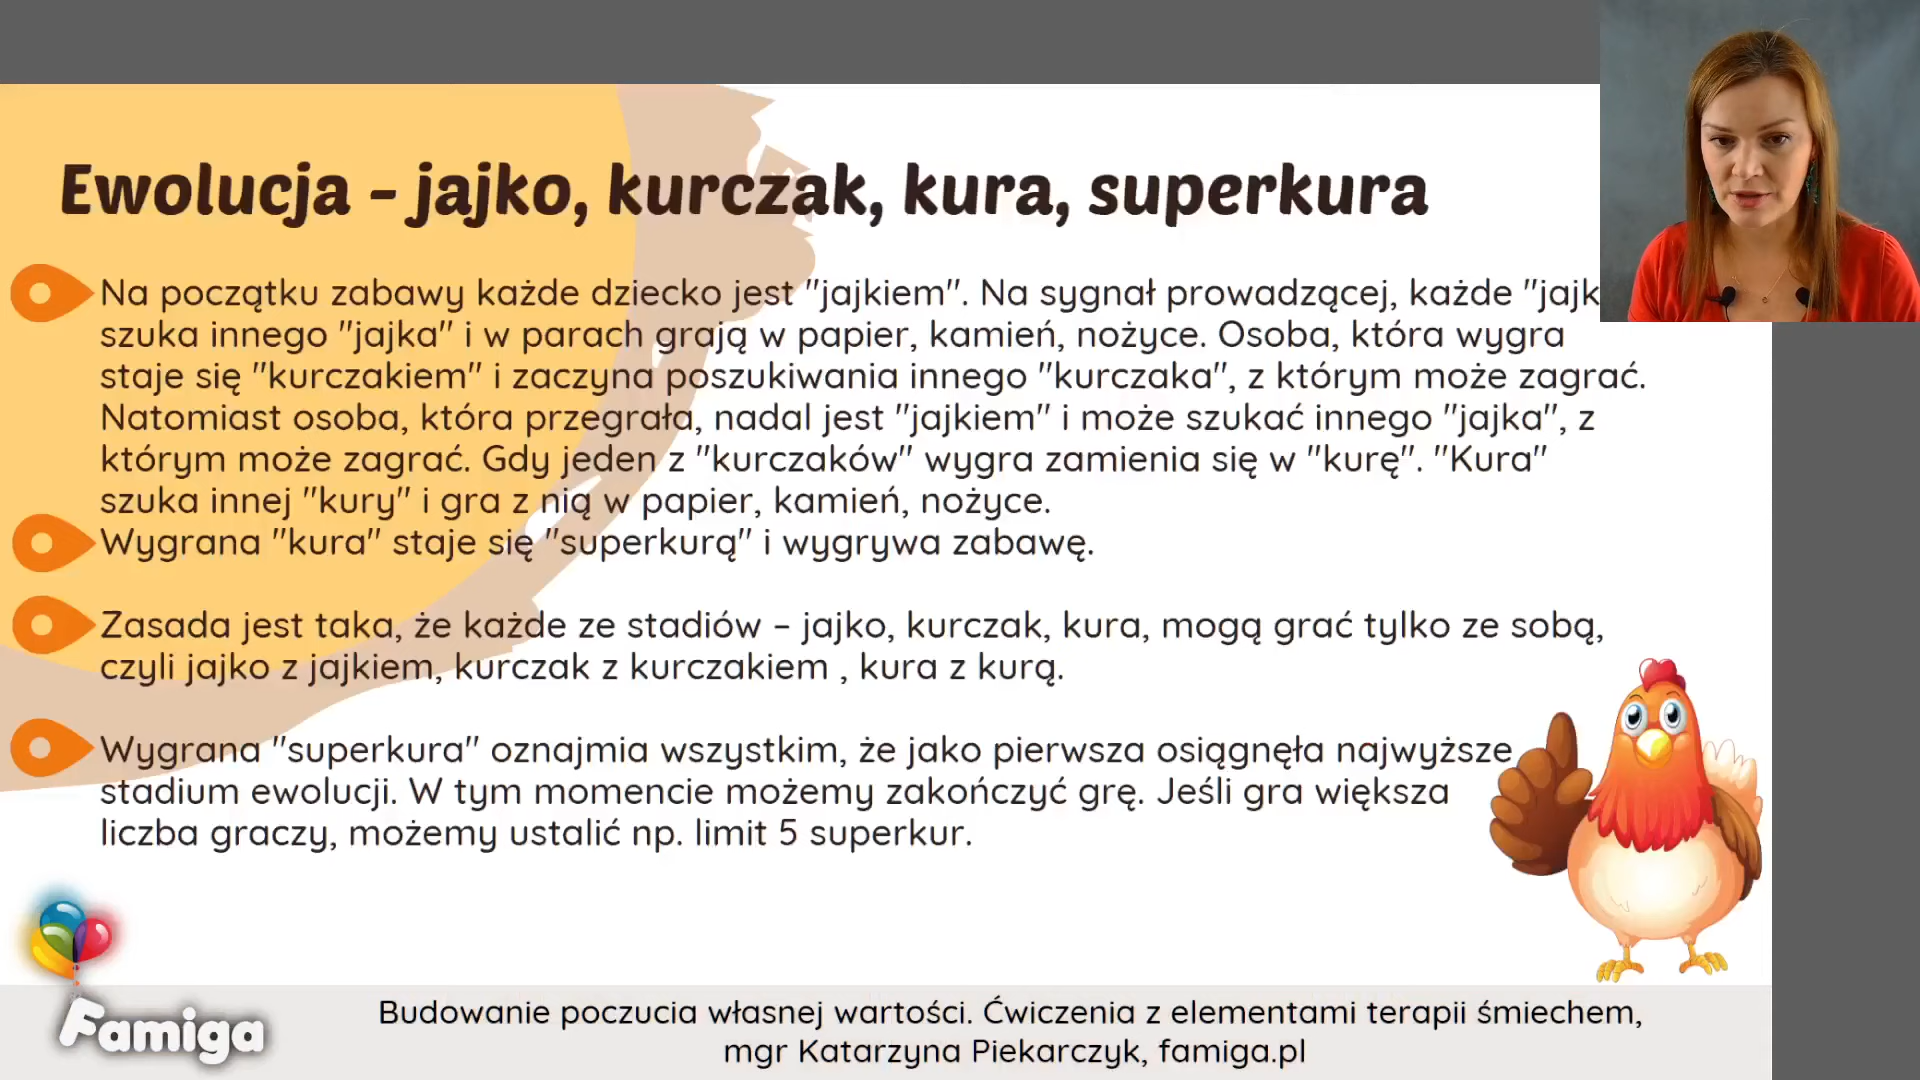 Ewolucja - jajko, kurczak, kura, superkura
Na początku zabawy każde dziecko jest "jajkiem". Na sygnał prowadzącej, każde "jajk
szuka innego "jajka" i w parach grają w papier, kamień, nożyce. Osoba, która wygra
staje się "kurczakiem" i zaczyna poszukiwania innego "kurczaka", z którym może zagrać.
Natomiast osoba, która przegrała, nadal jest "jajkiem" i może szukać innego "jajka", z
którym może zagrać. Gdy jeden z "kurczaków" wygra zamienia się w "kurę". "Kura"
szuka innej "kury" i gra z nią w papier, kamień, nożyce.
Wygrana "kura" staje się "superkurą" i wygrywa zabawę.
Zasada jest taka, że każde ze stadiów – jajko, kurczak, kura, mogą grać tylko ze sobą,
czyli jajko z jajkiem, kurczak z kurczakiem , kura z kurą.
Wygrana "superkura" oznajmia wszystkim, że jako pierwsza osiągnęła najwyższe
stadium ewolucji. W tym momencie możemy zakończyć grę. Jeśli gra większa
liczba graczy, możemy ustalić np. limit 5 superkur.
Famiga
Budowanie poczucia własnej wartości. Ćwiczenia z elementami terapii śmiechem,
mgr Katarzyna Piekarczyk, famiga.pl